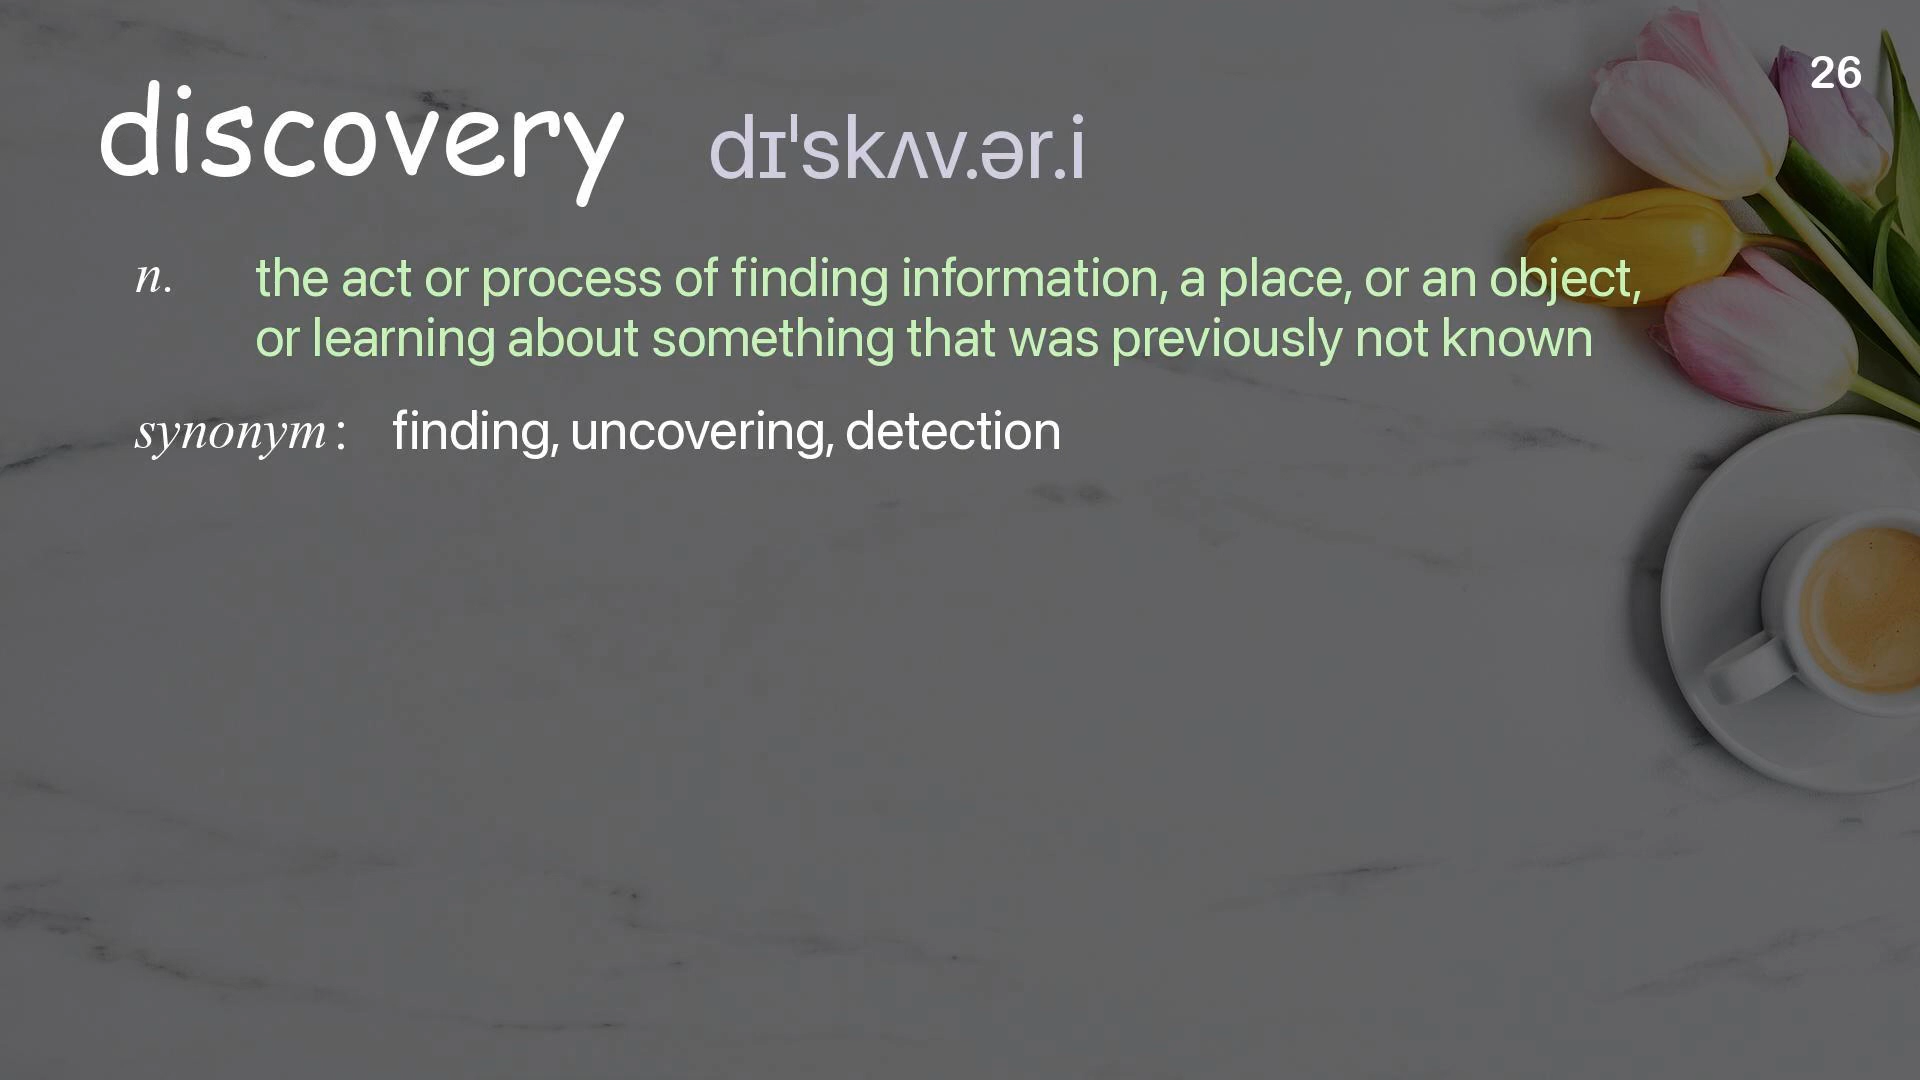 26
discovery dɪˈskʌv.ər.i
n. the act or process of finding information, a place, or an object,
or learning about something that was previously not known
synonym: finding, uncovering, detection